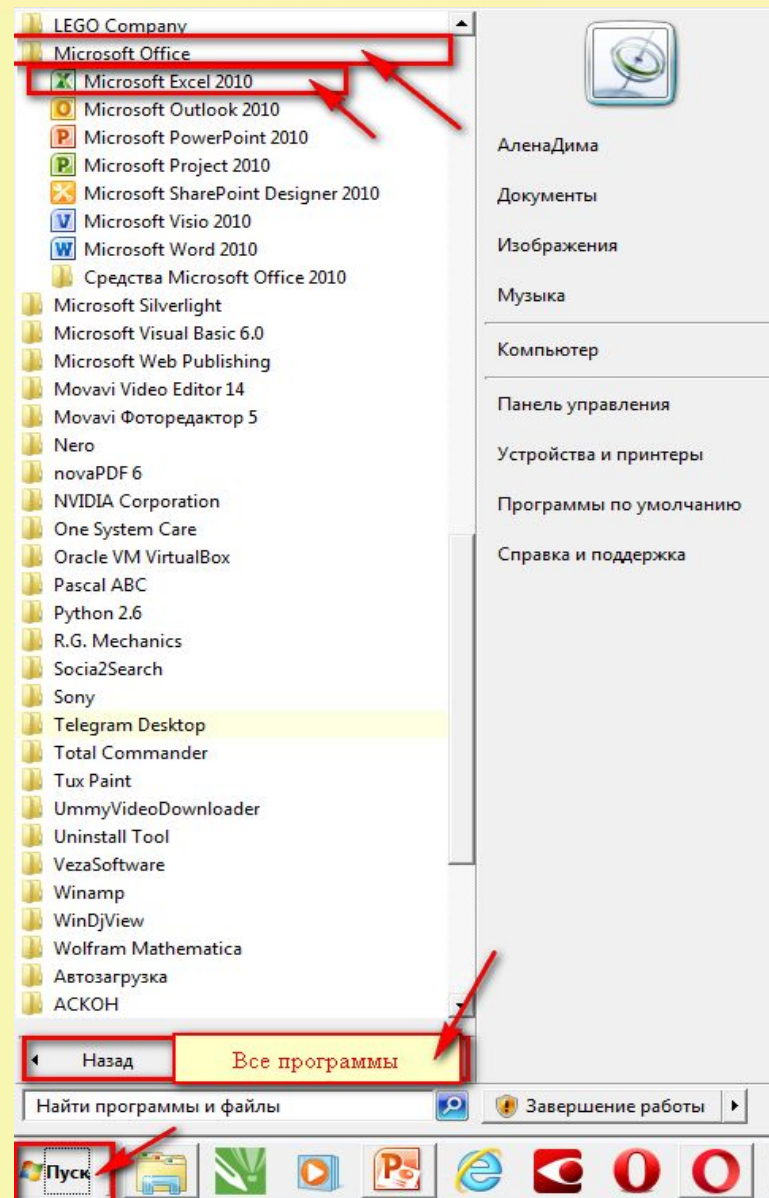 LEGO Company
Microsoft Office
Microsoft Excel 2010
Microsoft Outlook 2010
Microsoft PowerPoint 2010
Microsoft Project 2010
Microsoft SharePoint Designer 2010
Microsoft Visio 2010
Microsoft Word 2010
Средства Microsoft Office 2010
Microsoft Silverlight
Microsoft Visual Basic 6.0
Microsoft Web Publishing
Movavi Video Editor 14
Movavi Фоторедактор 5
Nero
novaPDF 6
NVIDIA Corporation
One System Care
Oracle VM VirtualBox
Pascal ABC
Python 2.6
R.G. Mechanics
Socia2Search
Sony
Telegram Desktop
Total Commander
Tux Paint
UmmyVideoDownloader
Uninstall Tool
VezaSoftware
Winamp
WinDjView
Wolfram Mathematica
Автозагрузка
АСКОН
Назад
Все программы
Найти программы и файлы
АленаДима
Документы
Изображения
Музыка
Компьютер
Панель управления
Устройства и принтеры
Программы по умолчанию
Справка и поддержка
Завершение работы
Пуск